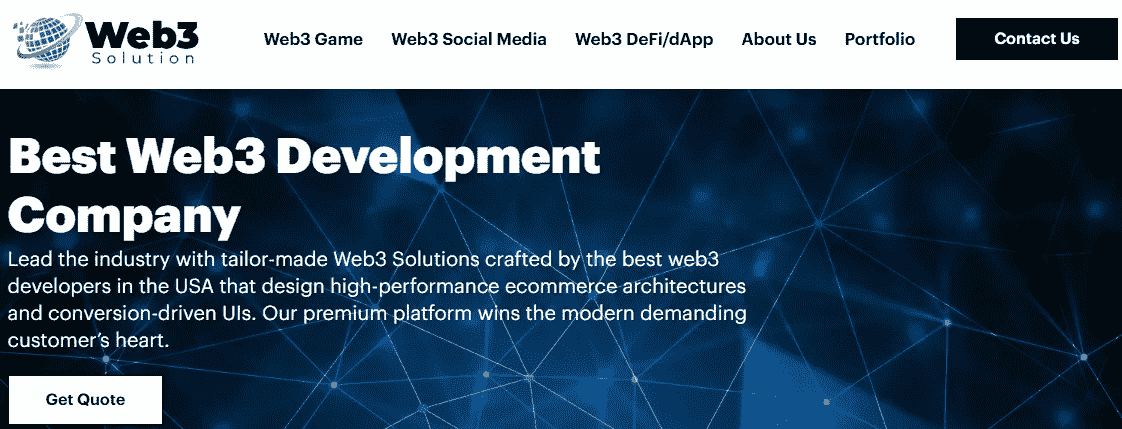 Web3
Solution
Web3 Game
Web3 Social Media
Web3 DeFi/dApp
About Us
Portfolio
Contact Us
Best Web3 Development
Company
Lead the industry with tailor-made Web3 Solutions crafted by the best web3
developers in the USA that design high-performance ecommerce architectures
and conversion-driven UIs. Our premium platform wins the modern demanding
customer’s heart.
Get Quote